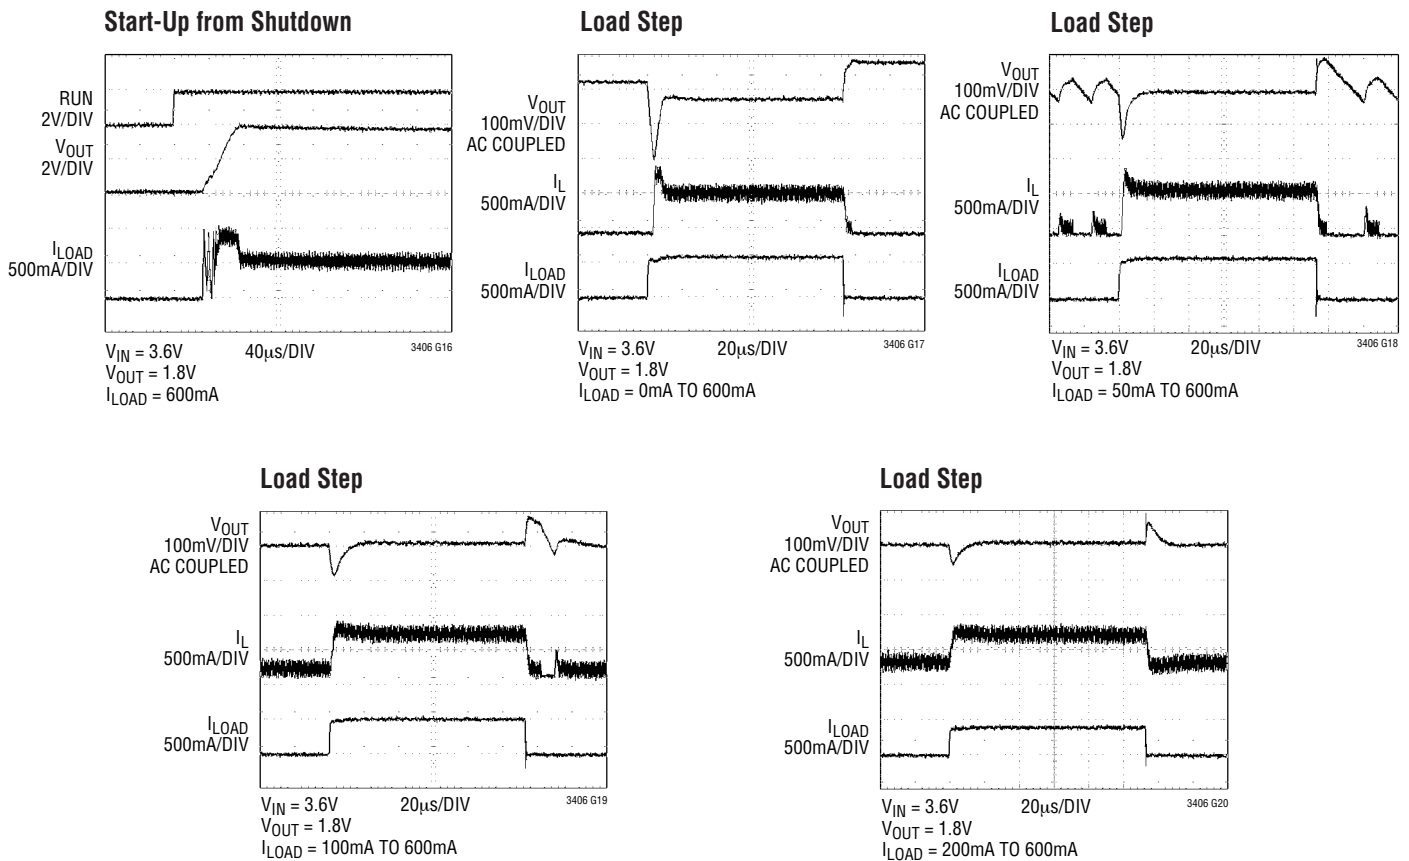 Start-Up from Shutdown
RUN
2V/DIV
VOUT
2V/DIV
ILOAD
500mA/DIV
VIN = 3.6V
VOUT = 1.8V
ILOAD = 600mA
40µs/DIV
3406 G16
Load Step
VOUT
100mV/DIV
AC COUPLED
IL
500mA/DIV
ILOAD
500mA/DIV
VIN = 3.6V
VOUT = 1.8V
ILOAD = 0mA TO 600mA
20µs/DIV
3406 G17
Load Step
VOUT
100mV/DIV
AC COUPLED
IL
500mA/DIV
ILOAD
500mA/DIV
VIN = 3.6V
VOUT = 1.8V
ILOAD = 50mA TO 600mA
20µs/DIV
3406 G18
Load Step
VOUT
100mV/DIV
AC COUPLED
IL
500mA/DIV
ILOAD
500mA/DIV
VIN = 3.6V
VOUT = 1.8V
ILOAD = 100mA TO 600mA
20µs/DIV
3406 G19
Load Step
VOUT
100mV/DIV
AC COUPLED
IL
500mA/DIV
ILOAD
500mA/DIV
VIN = 3.6V
VOUT = 1.8V
ILOAD = 200mA TO 600mA
20µs/DIV
3406 G20